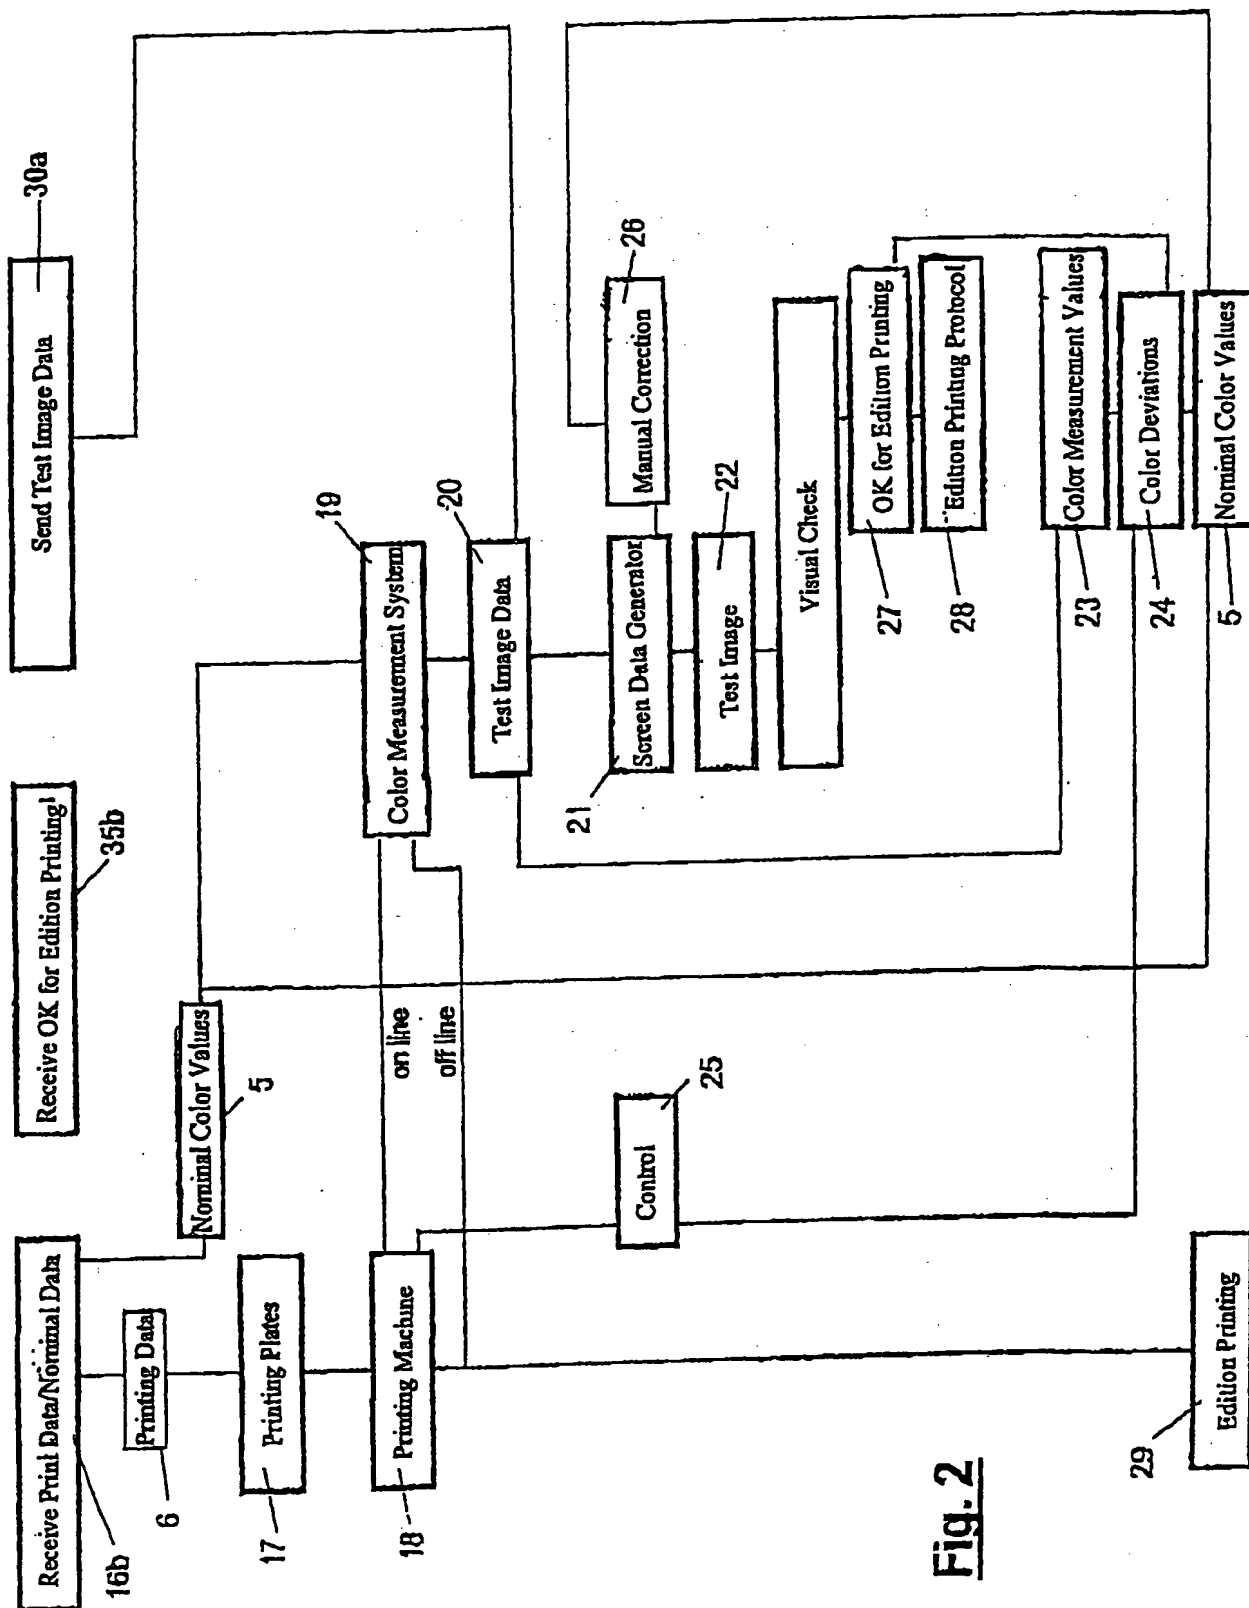 Receive Print Data/Nominal Data
16b
Receive OK for Edition Printing!
35b
Send Test Image Data
30a
Printing Data
6
Nominal Color Values
5
Printing Plates
17
Printing Machine
18
on line
off line
Color Measurement System
19
Test Image Data
20
Control
25
Screen Data Generator
21
Manual Correction
26
Test Image
22
Visual Check
OK for Edition Printing
27
Edition Printing Protocol
28
Color Measurement Values
23
Color Deviations
24
Nominal Color Values
5
Edition Printing
29
Fig. 2